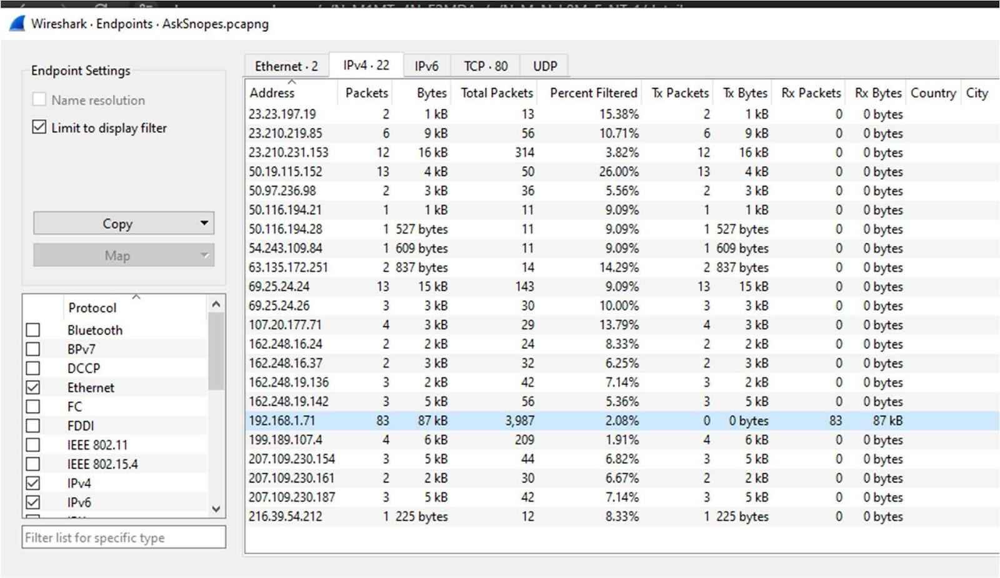 Wireshark · Endpoints · AskSnopes.pcapng
Endpoint Settings
Name resolution
Limit to display filter
Copy
Map
Protocol
Bluetooth
BPv7
DCCP
Ethernet
FC
FDDI
IEEE 802.11
IEEE 802.15.4
IPv4
IPv6
Filter list for specific type
Ethernet · 2 IPv4 · 22 IPv6 TCP · 80 UDP
Address Packets Bytes Total Packets Percent Filtered Tx Packets Tx Bytes Rx Packets Rx Bytes Country City
23.23.197.19 2 1 kB 13 15.38% 2 1 kB 0 0 bytes
23.210.219.85 6 9 kB 56 10.71% 6 9 kB 0 0 bytes
23.210.231.153 12 16 kB 314 3.82% 12 16 kB 0 0 bytes
50.19.115.152 13 4 kB 50 26.00% 13 4 kB 0 0 bytes
50.97.236.98 2 3 kB 36 5.56% 2 3 kB 0 0 bytes
50.116.194.21 1 1 kB 11 9.09% 1 1 kB 0 0 bytes
50.116.194.28 1 527 bytes 11 9.09% 1 527 bytes 0 0 bytes
54.243.109.84 1 609 bytes 11 9.09% 1 609 bytes 0 0 bytes
63.135.172.251 2 837 bytes 14 14.29% 2 837 bytes 0 0 bytes
69.25.24.24 13 15 kB 143 9.09% 13 15 kB 0 0 bytes
69.25.24.26 3 3 kB 30 10.00% 3 3 kB 0 0 bytes
107.20.177.71 4 3 kB 29 13.79% 4 3 kB 0 0 bytes
162.248.16.24 2 2 kB 24 8.33% 2 2 kB 0 0 bytes
162.248.16.37 2 3 kB 32 6.25% 2 3 kB 0 0 bytes
162.248.19.136 3 2 kB 42 7.14% 3 2 kB 0 0 bytes
162.248.19.142 3 5 kB 56 5.36% 3 5 kB 0 0 bytes
192.168.1.71 83 87 kB 3,987 2.08% 0 0 bytes 83 87 kB
199.189.107.4 4 6 kB 209 1.91% 4 6 kB 0 0 bytes
207.109.230.154 3 5 kB 44 6.82% 3 5 kB 0 0 bytes
207.109.230.161 2 2 kB 30 6.67% 2 2 kB 0 0 bytes
207.109.230.187 3 5 kB 42 7.14% 3 5 kB 0 0 bytes
216.39.54.212 1 225 bytes 12 8.33% 1 225 bytes 0 0 bytes